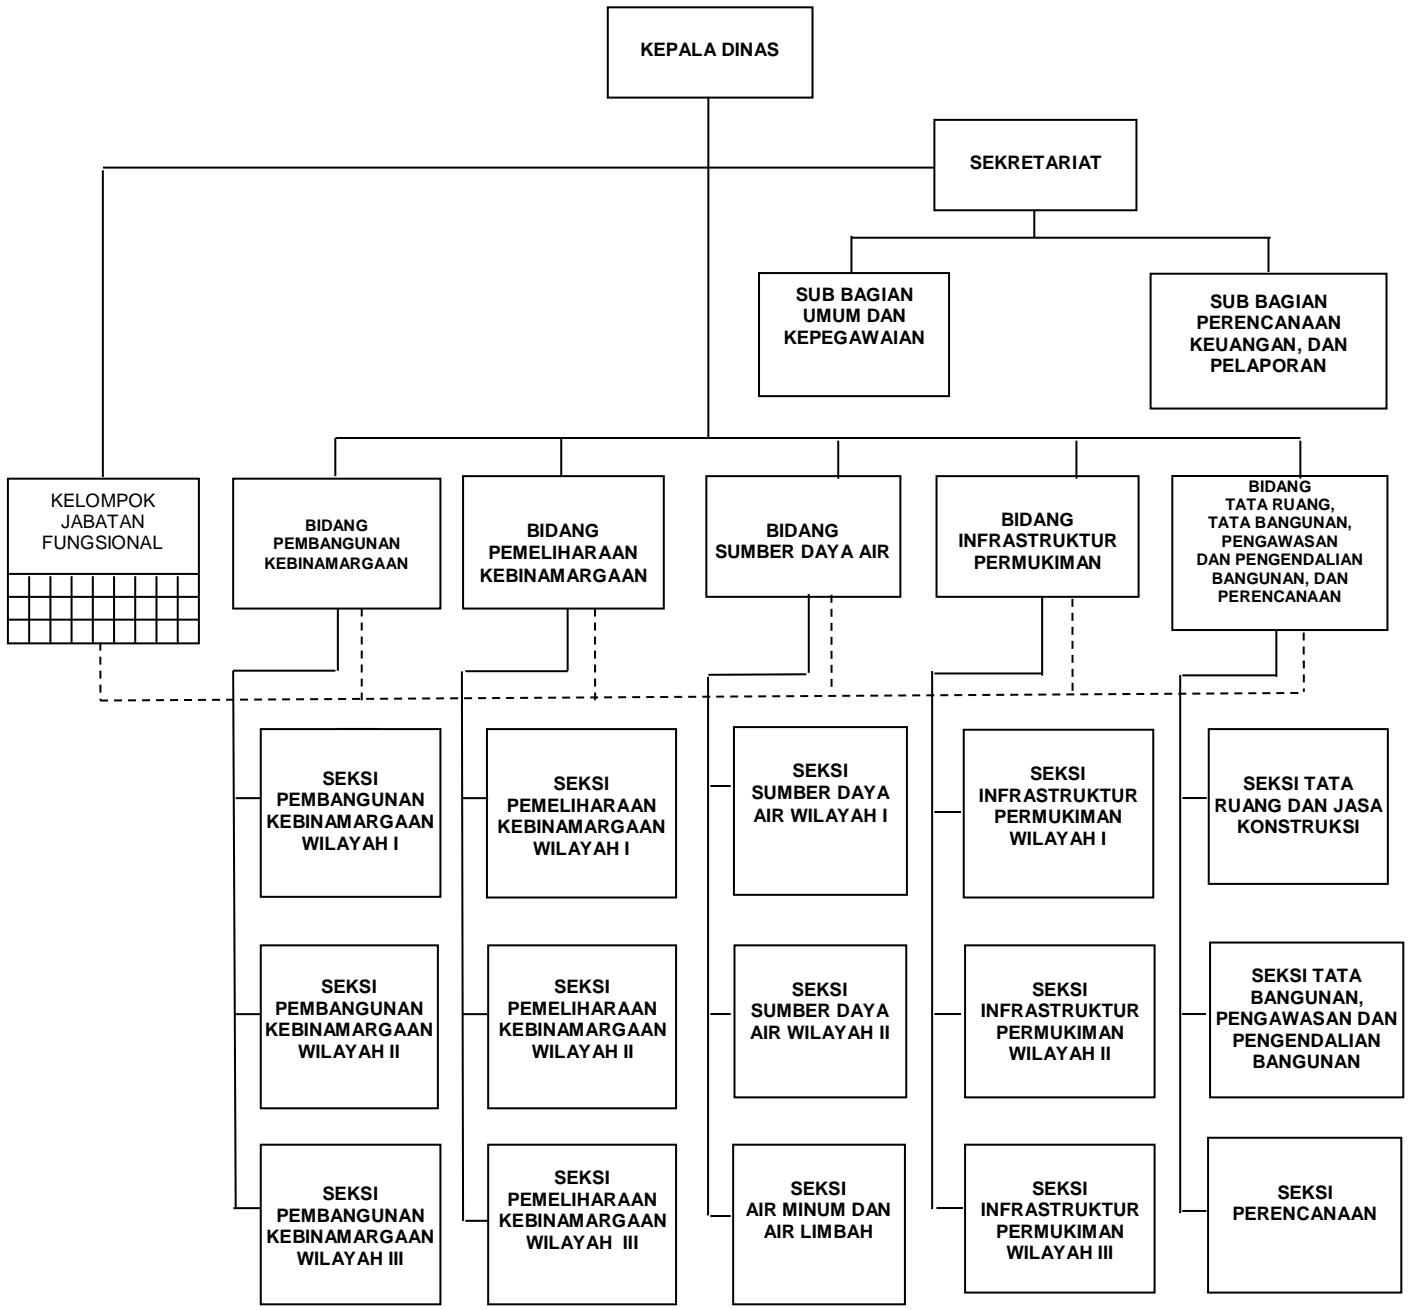 KEPALA DINAS
SEKRETARIAT
SUB BAGIAN
UMUM DAN
KEPEGAWAIAN
SUB BAGIAN
PERENCANAAN
KEUANGAN, DAN
PELAPORAN
KELOMPOK
JABATAN
FUNGSIONAL
BIDANG
PEMBANGUNAN
KEBINAMARGAAN
BIDANG
PEMELIHARAAN
KEBINAMARGAAN
BIDANG
SUMBER DAYA AIR
BIDANG
INFRASTRUKTUR
PERMUKIMAN
BIDANG
TATA RUANG,
TATA BANGUNAN,
PENGAWASAN
DAN PENGENDALIAN
BANGUNAN, DAN
PERENCANAAN
SEKSI
PEMBANGUNAN
KEBINAMARGAAN
WILAYAH I
SEKSI
PEMELIHARAAN
KEBINAMARGAAN
WILAYAH I
SEKSI
SUMBER DAYA
AIR WILAYAH I
SEKSI
INFRASTRUKTUR
PERMUKIMAN
WILAYAH I
SEKSI TATA
RUANG DAN JASA
KONSTRUKSI
SEKSI
PEMBANGUNAN
KEBINAMARGAAN
WILAYAH II
SEKSI
PEMELIHARAAN
KEBINAMARGAAN
WILAYAH II
SEKSI
SUMBER DAYA
AIR WILAYAH II
SEKSI
INFRASTRUKTUR
PERMUKIMAN
WILAYAH II
SEKSI TATA
BANGUNAN,
PENGAWASAN DAN
PENGENDALIAN
BANGUNAN
SEKSI
PEMBANGUNAN
KEBINAMARGAAN
WILAYAH III
SEKSI
PEMELIHARAAN
KEBINAMARGAAN
WILAYAH III
SEKSI
AIR MINUM DAN
AIR LIMBAH
SEKSI
INFRASTRUKTUR
PERMUKIMAN
WILAYAH III
SEKSI
PERENCANAAN